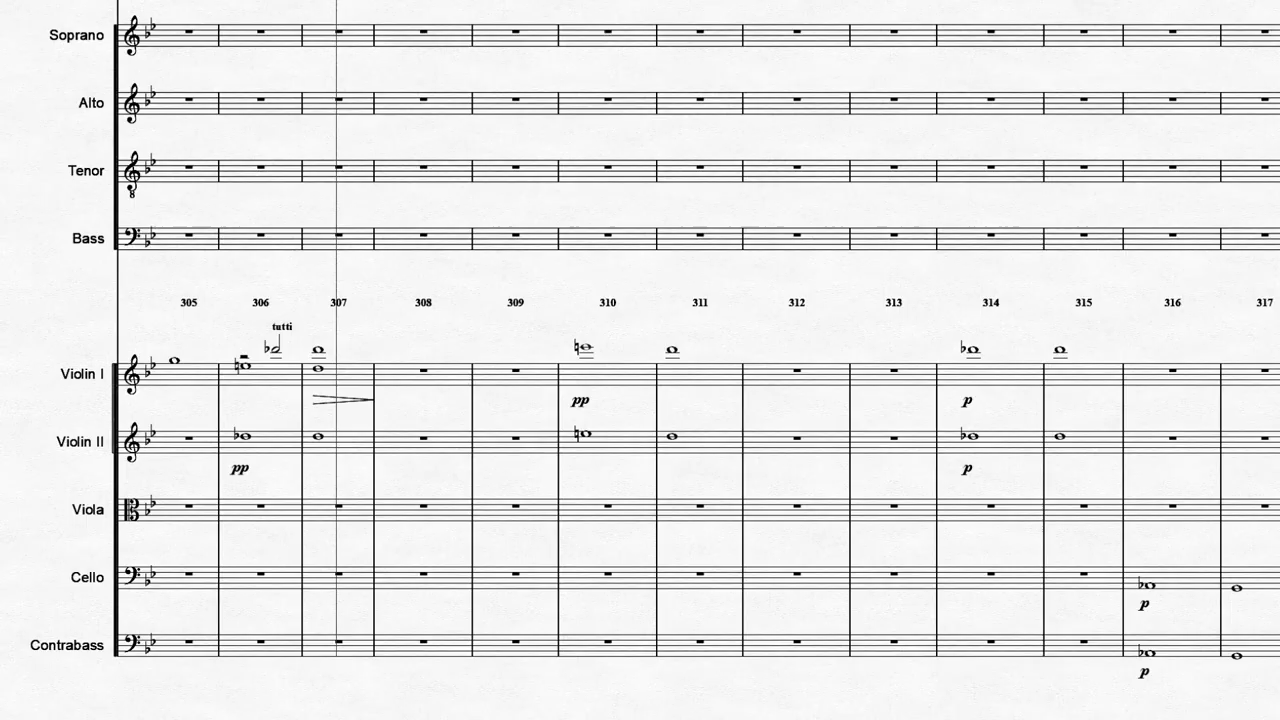 Soprano
Alto
Tenor
Bass
305 306 307 308 309 310 311 312 313 314 315 316 317
tutti
Violin I
pp p
Violin II
pp p
Viola
Cello
p
Contrabass
p